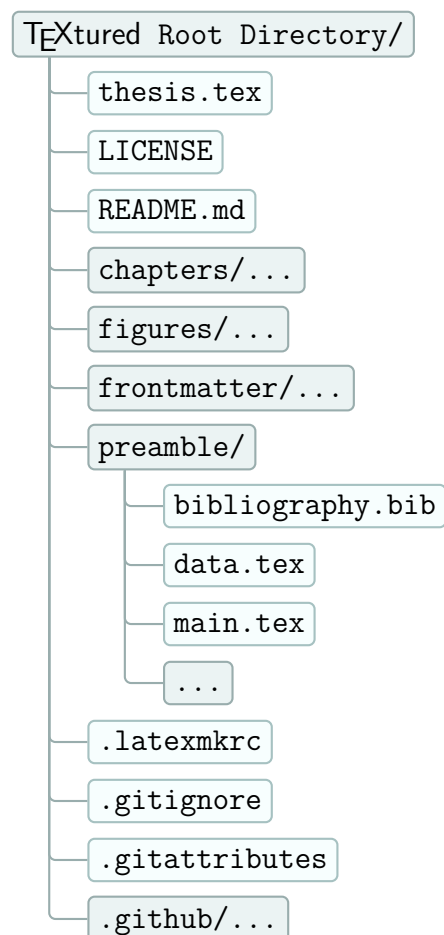 TEXtured Root Directory/
thesis.tex
LICENSE
README.md
chapters/...
figures/...
frontmatter/...
preamble/
bibliography.bib
data.tex
main.tex
...
.latexmkrc
.gitignore
.gitattributes
.github/...